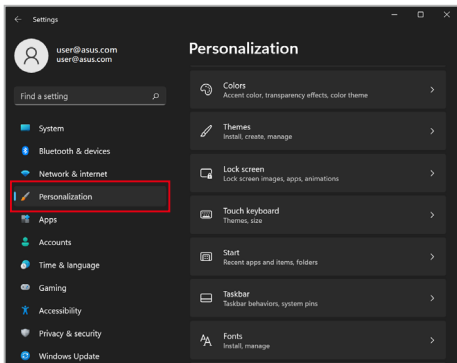 Settings
user@asus.com
user@asus.com
Find a setting
System
Bluetooth & devices
Network & internet
Personalization
Apps
Accounts
Time & language
Gaming
Accessibility
Privacy & security
Windows Update
Personalization
Colors
Accent color, transparency effects, color theme
Themes
Install, create, manage
Lock screen
Lock screen images, apps, animations
Touch keyboard
Themes, size
Start
Recent apps and items, folders
Taskbar
Taskbar behaviors, system pins
Fonts
Install, manage